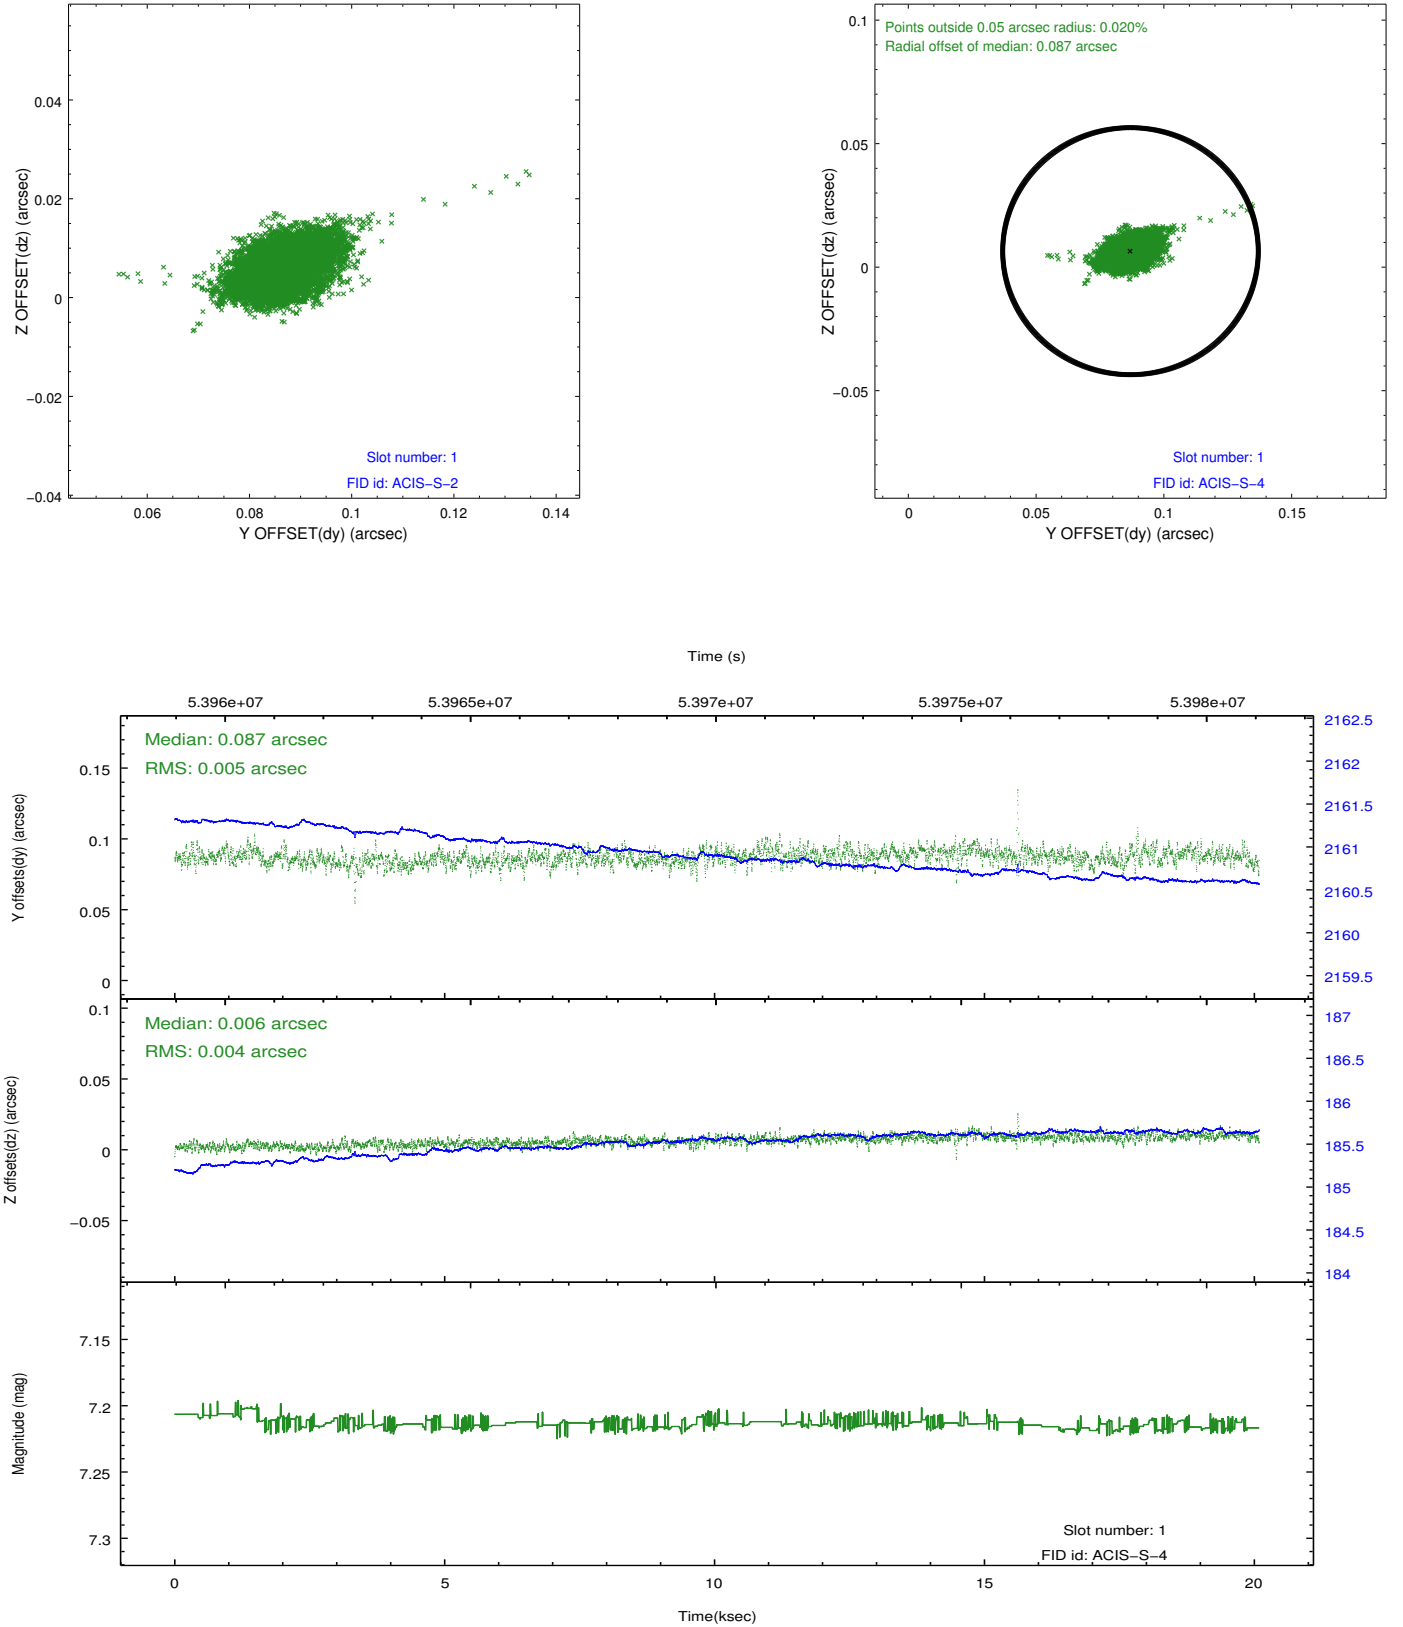 0.04
0.02
0
−0.02
−0.04
Z OFFSET(dz) (arcsec)
Slot number: 1
FID id: ACIS−S−2
0.06 0.08 0.1 0.12 0.14
Y OFFSET(dy) (arcsec)
Points outside 0.05 arcsec radius: 0.020%
Radial offset of median: 0.087 arcsec
0.1
0.05
0
−0.05
Z OFFSET(dz) (arcsec)
Slot number: 1
FID id: ACIS−S−4
0 0.05 0.1 0.15
Y OFFSET(dy) (arcsec)
Time (s)
5.396e+07 5.3965e+07 5.397e+07 5.3975e+07 5.398e+07
Median: 0.087 arcsec
RMS: 0.005 arcsec
0.15
0.1
0.05
0
Y offsets(dy) (arcsec)
2162.5
2162
2161.5
2161
2160.5
2160
2159.5
Median: 0.006 arcsec
RMS: 0.004 arcsec
0.1
0.05
0
−0.05
Z offsets(dz) (arcsec)
187
186.5
186
185.5
185
184.5
184
7.15
7.2
7.25
7.3
Magnitude (mag)
Slot number: 1
FID id: ACIS−S−4
0 5 10 15 20
Time(ksec)